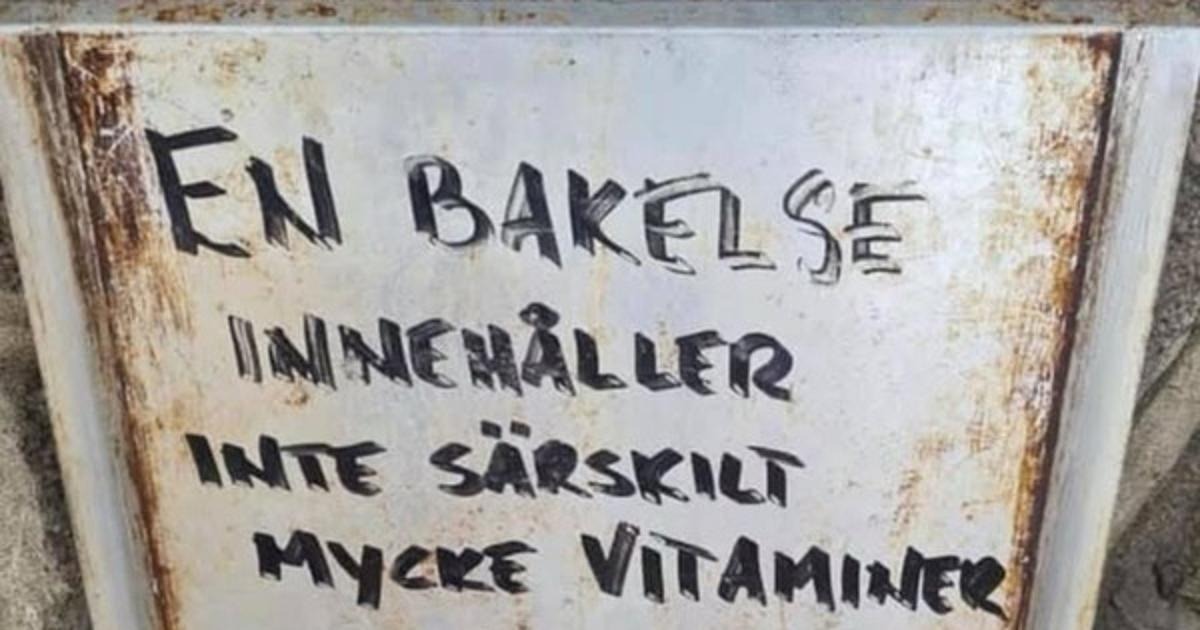 EN BAKELSE
INNEHÅLLER
INTE SÄRSKILT
MYCKE VITAMINER